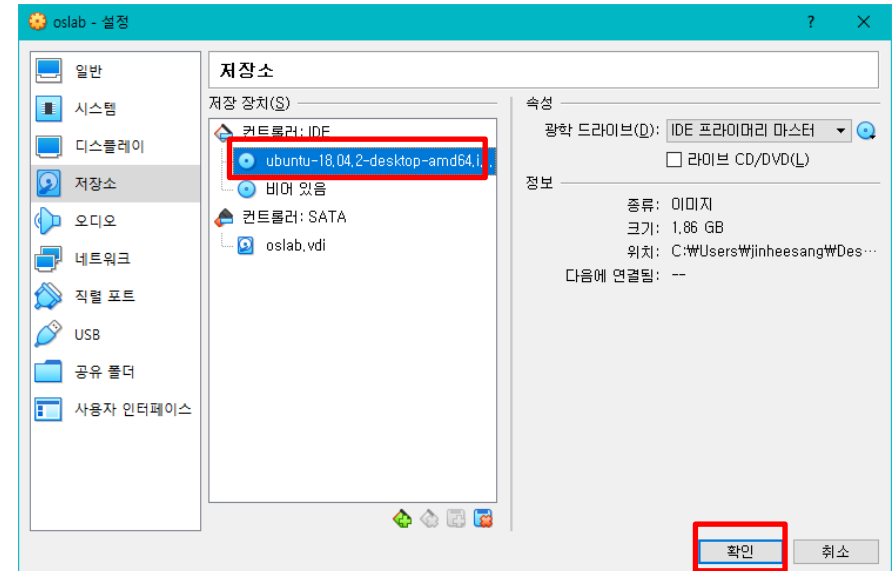 oslab - 설정
? ×
일반
시스템
디스플레이
저장소
오디오
네트워크
직렬 포트
USB
공유 폴더
사용자 인터페이스
저장소
저장 장치(S)
컨트롤러: IDE
ubuntu-18.04.2-desktop-amd64.i...
비어 있음
컨트롤러: SATA
oslab.vdi
속성
광학 드라이브(D): IDE 프라이머리 마스터
라이브 CD/DVD(L)
정보
종류: 이미지
크기: 1.86 GB
위치: C:₩Users₩jinheesang₩Des…
다음에 연결됨: --
확인 취소